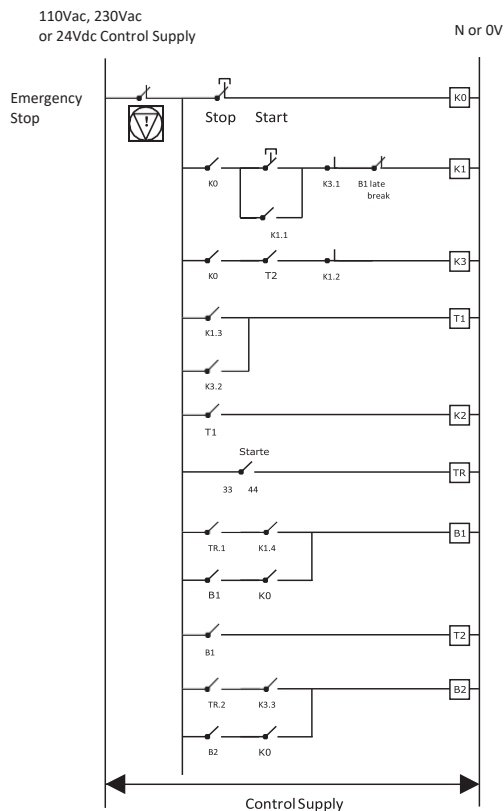 110Vac, 230Vac
or 24Vdc Control Supply
N or 0V
Emergency
Stop
!
K0
Stop Start
K1
K0
K3.1
B1 late
break
K1.1
K3
K0
T2
K1.2
T1
K1.3
K3.2
K2
T1
Starte
TR
33 44
B1
TR.1
K1.4
B1
K0
T2
B1
B2
TR.2
K3.3
B2
K0
Control Supply